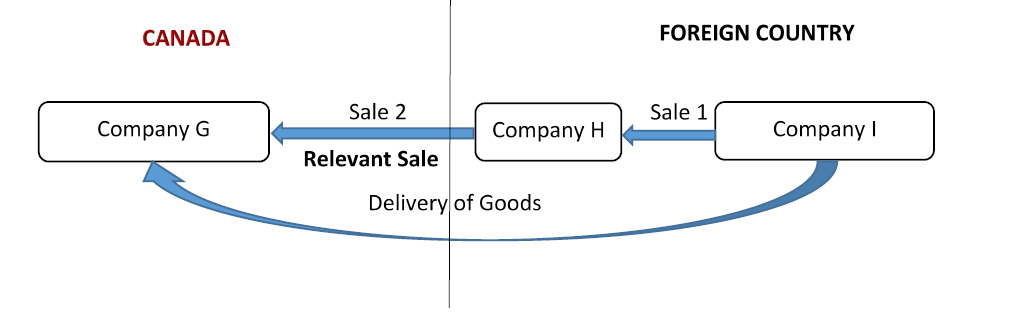 CANADA
FOREIGN COUNTRY
Sale 2
Sale 1
Company G
Company H
Company I
Relevant Sale
Delivery of Goods